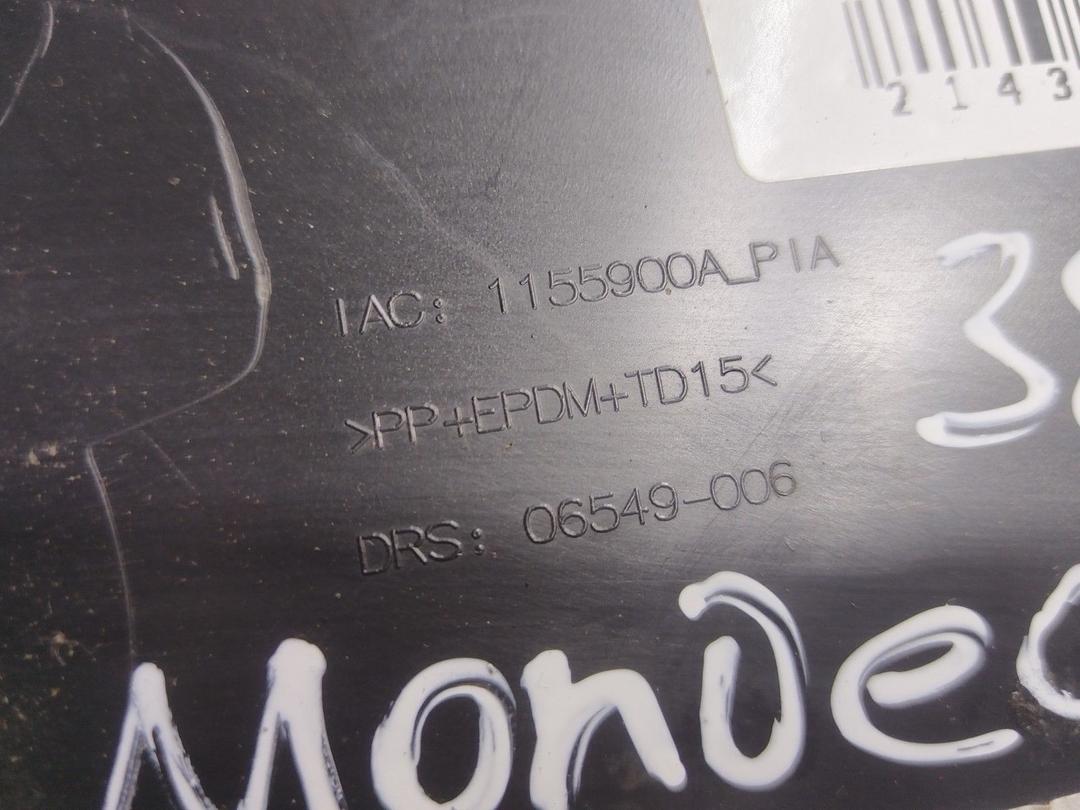 2143
IAC: 1155900A_PIA
>PP+EPDM+TD15<
DRS: 06549-006
Mondeo